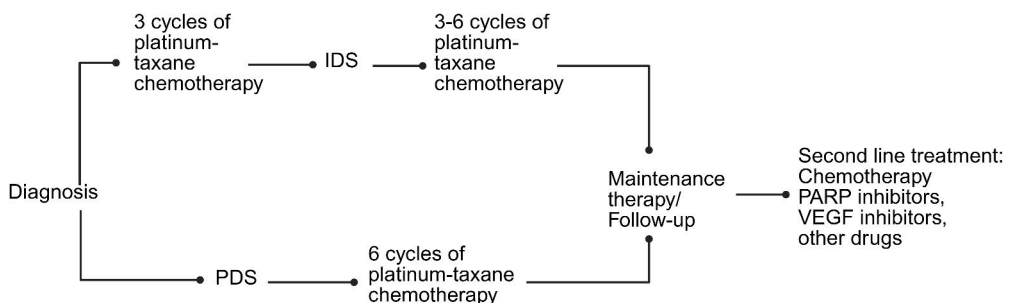 3 cycles of
platinum-
taxane
chemotherapy
IDS
3-6 cycles of
platinum-
taxane
chemotherapy
Diagnosis
Maintenance
therapy/
Follow-up
Second line treatment:
Chemotherapy
PARP inhibitors,
VEGF inhibitors,
other drugs
PDS
6 cycles of
platinum-taxane
chemotherapy